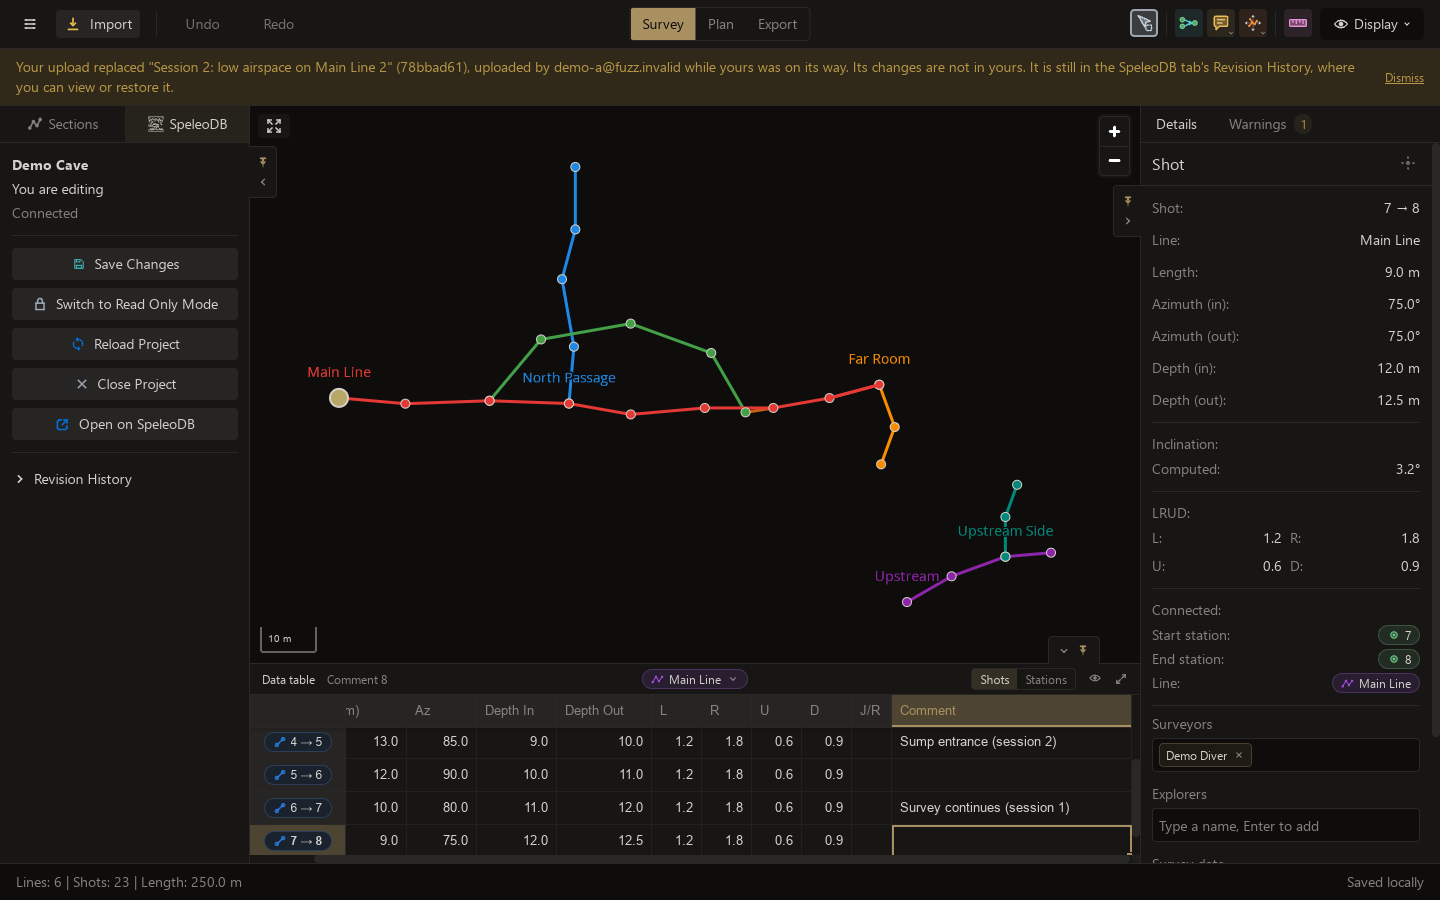 Import
Undo
Redo
Survey
Plan
Export
Display
Your upload replaced "Session 2: low airspace on Main Line 2" (78bbad61), uploaded by demo-a@fuzz.invalid while yours was on its way. Its changes are not in yours. It is still in the SpeleoDB tab's Revision History, where
you can view or restore it.
Dismiss
Sections
SpeleoDB
Demo Cave
You are editing
Connected
Save Changes
Switch to Read Only Mode
Reload Project
Close Project
Open on SpeleoDB
Revision History
Main Line
North Passage
Far Room
Upstream Side
Upstream
10 m
Details
Warnings 1
Shot
Shot: 7 → 8
Line: Main Line
Length: 9.0 m
Azimuth (in): 75.0°
Azimuth (out): 75.0°
Depth (in): 12.0 m
Depth (out): 12.5 m
Inclination:
Computed: 3.2°
LRUD:
L: 1.2 R: 1.8
U: 0.6 D: 0.9
Connected:
Start station: 7
End station: 8
Line: Main Line
Surveyors
Demo Diver ×
Explorers
Type a name, Enter to add
Data table Comment 8 Main Line Shots Stations
m) Az Depth In Depth Out L R U D J/R Comment
4 → 5 13.0 85.0 9.0 10.0 1.2 1.8 0.6 0.9 Sump entrance (session 2)
5 → 6 12.0 90.0 10.0 11.0 1.2 1.8 0.6 0.9
6 → 7 10.0 80.0 11.0 12.0 1.2 1.8 0.6 0.9 Survey continues (session 1)
7 → 8 9.0 75.0 12.0 12.5 1.2 1.8 0.6 0.9
Lines: 6 | Shots: 23 | Length: 250.0 m
Saved locally